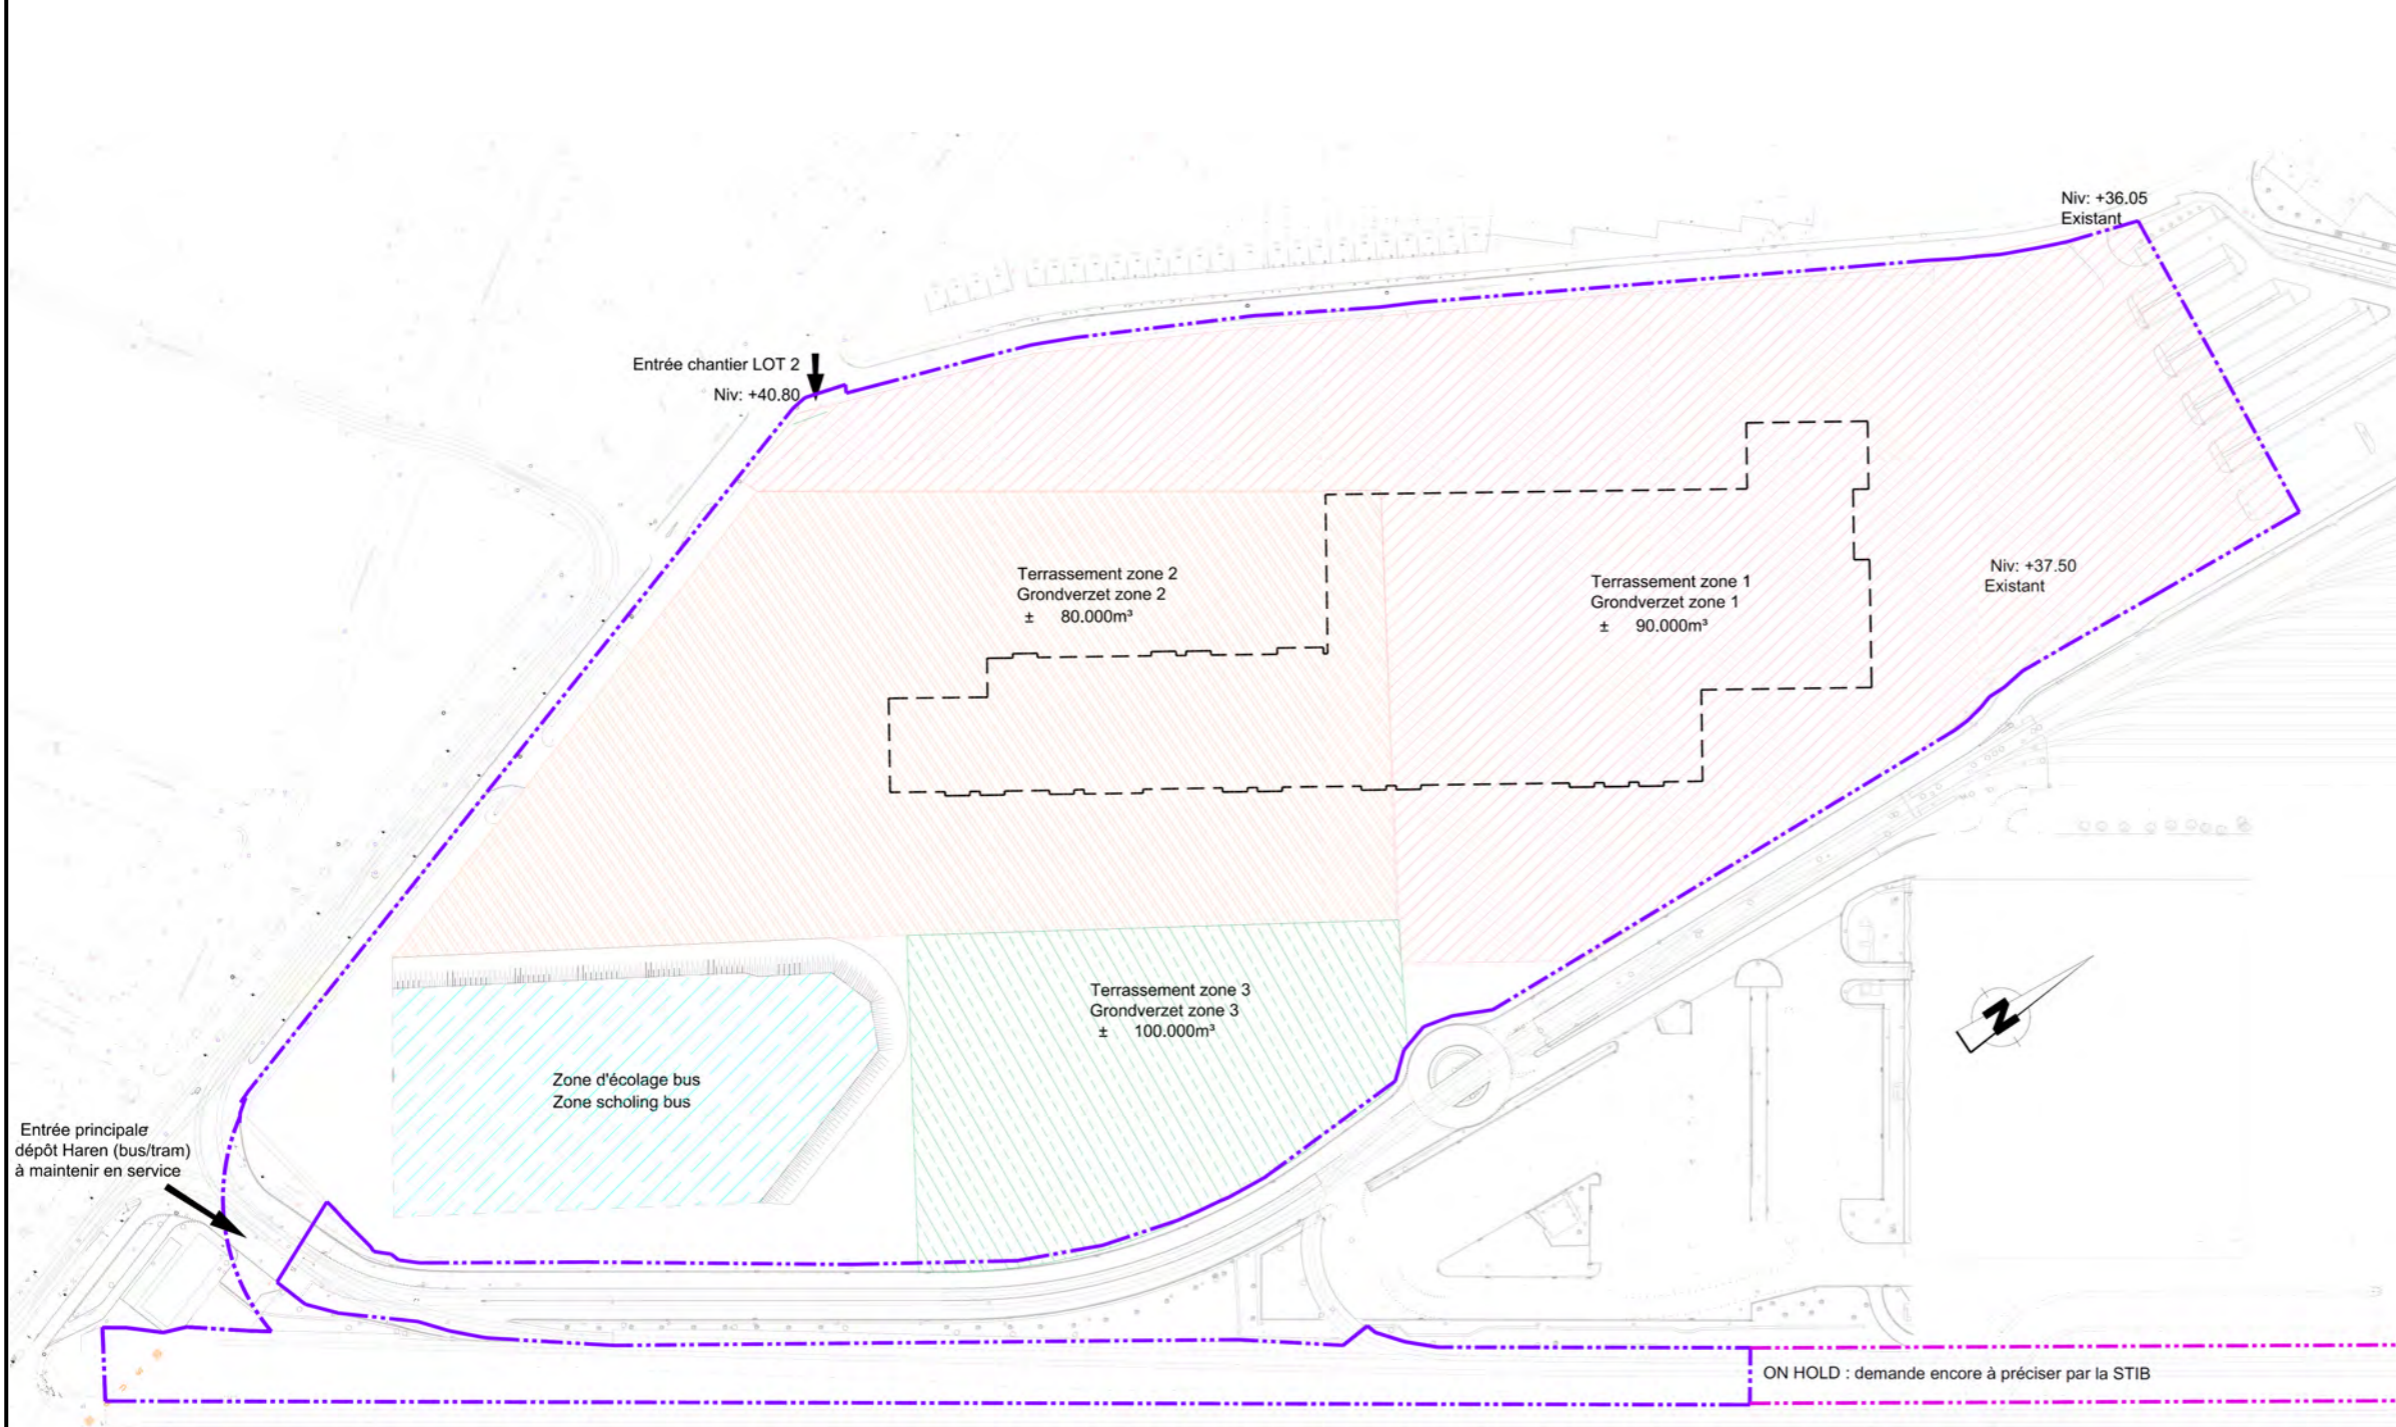 Niv: +36.05
Existant
Entrée chantier LOT 2
Niv: +40.80
Terrassement zone 2
Grondverzet zone 2
± 80.000m³
Terrassement zone 1
Grondverzet zone 1
± 90.000m³
Niv: +37.50
Existant
Terrassement zone 3
Grondverzet zone 3
± 100.000m³
Zone d'écolage bus
Zone scholing bus
N
Entrée principale
dépôt Haren (bus/tram)
à maintenir en service
ON HOLD : demande encore à préciser par la STIB